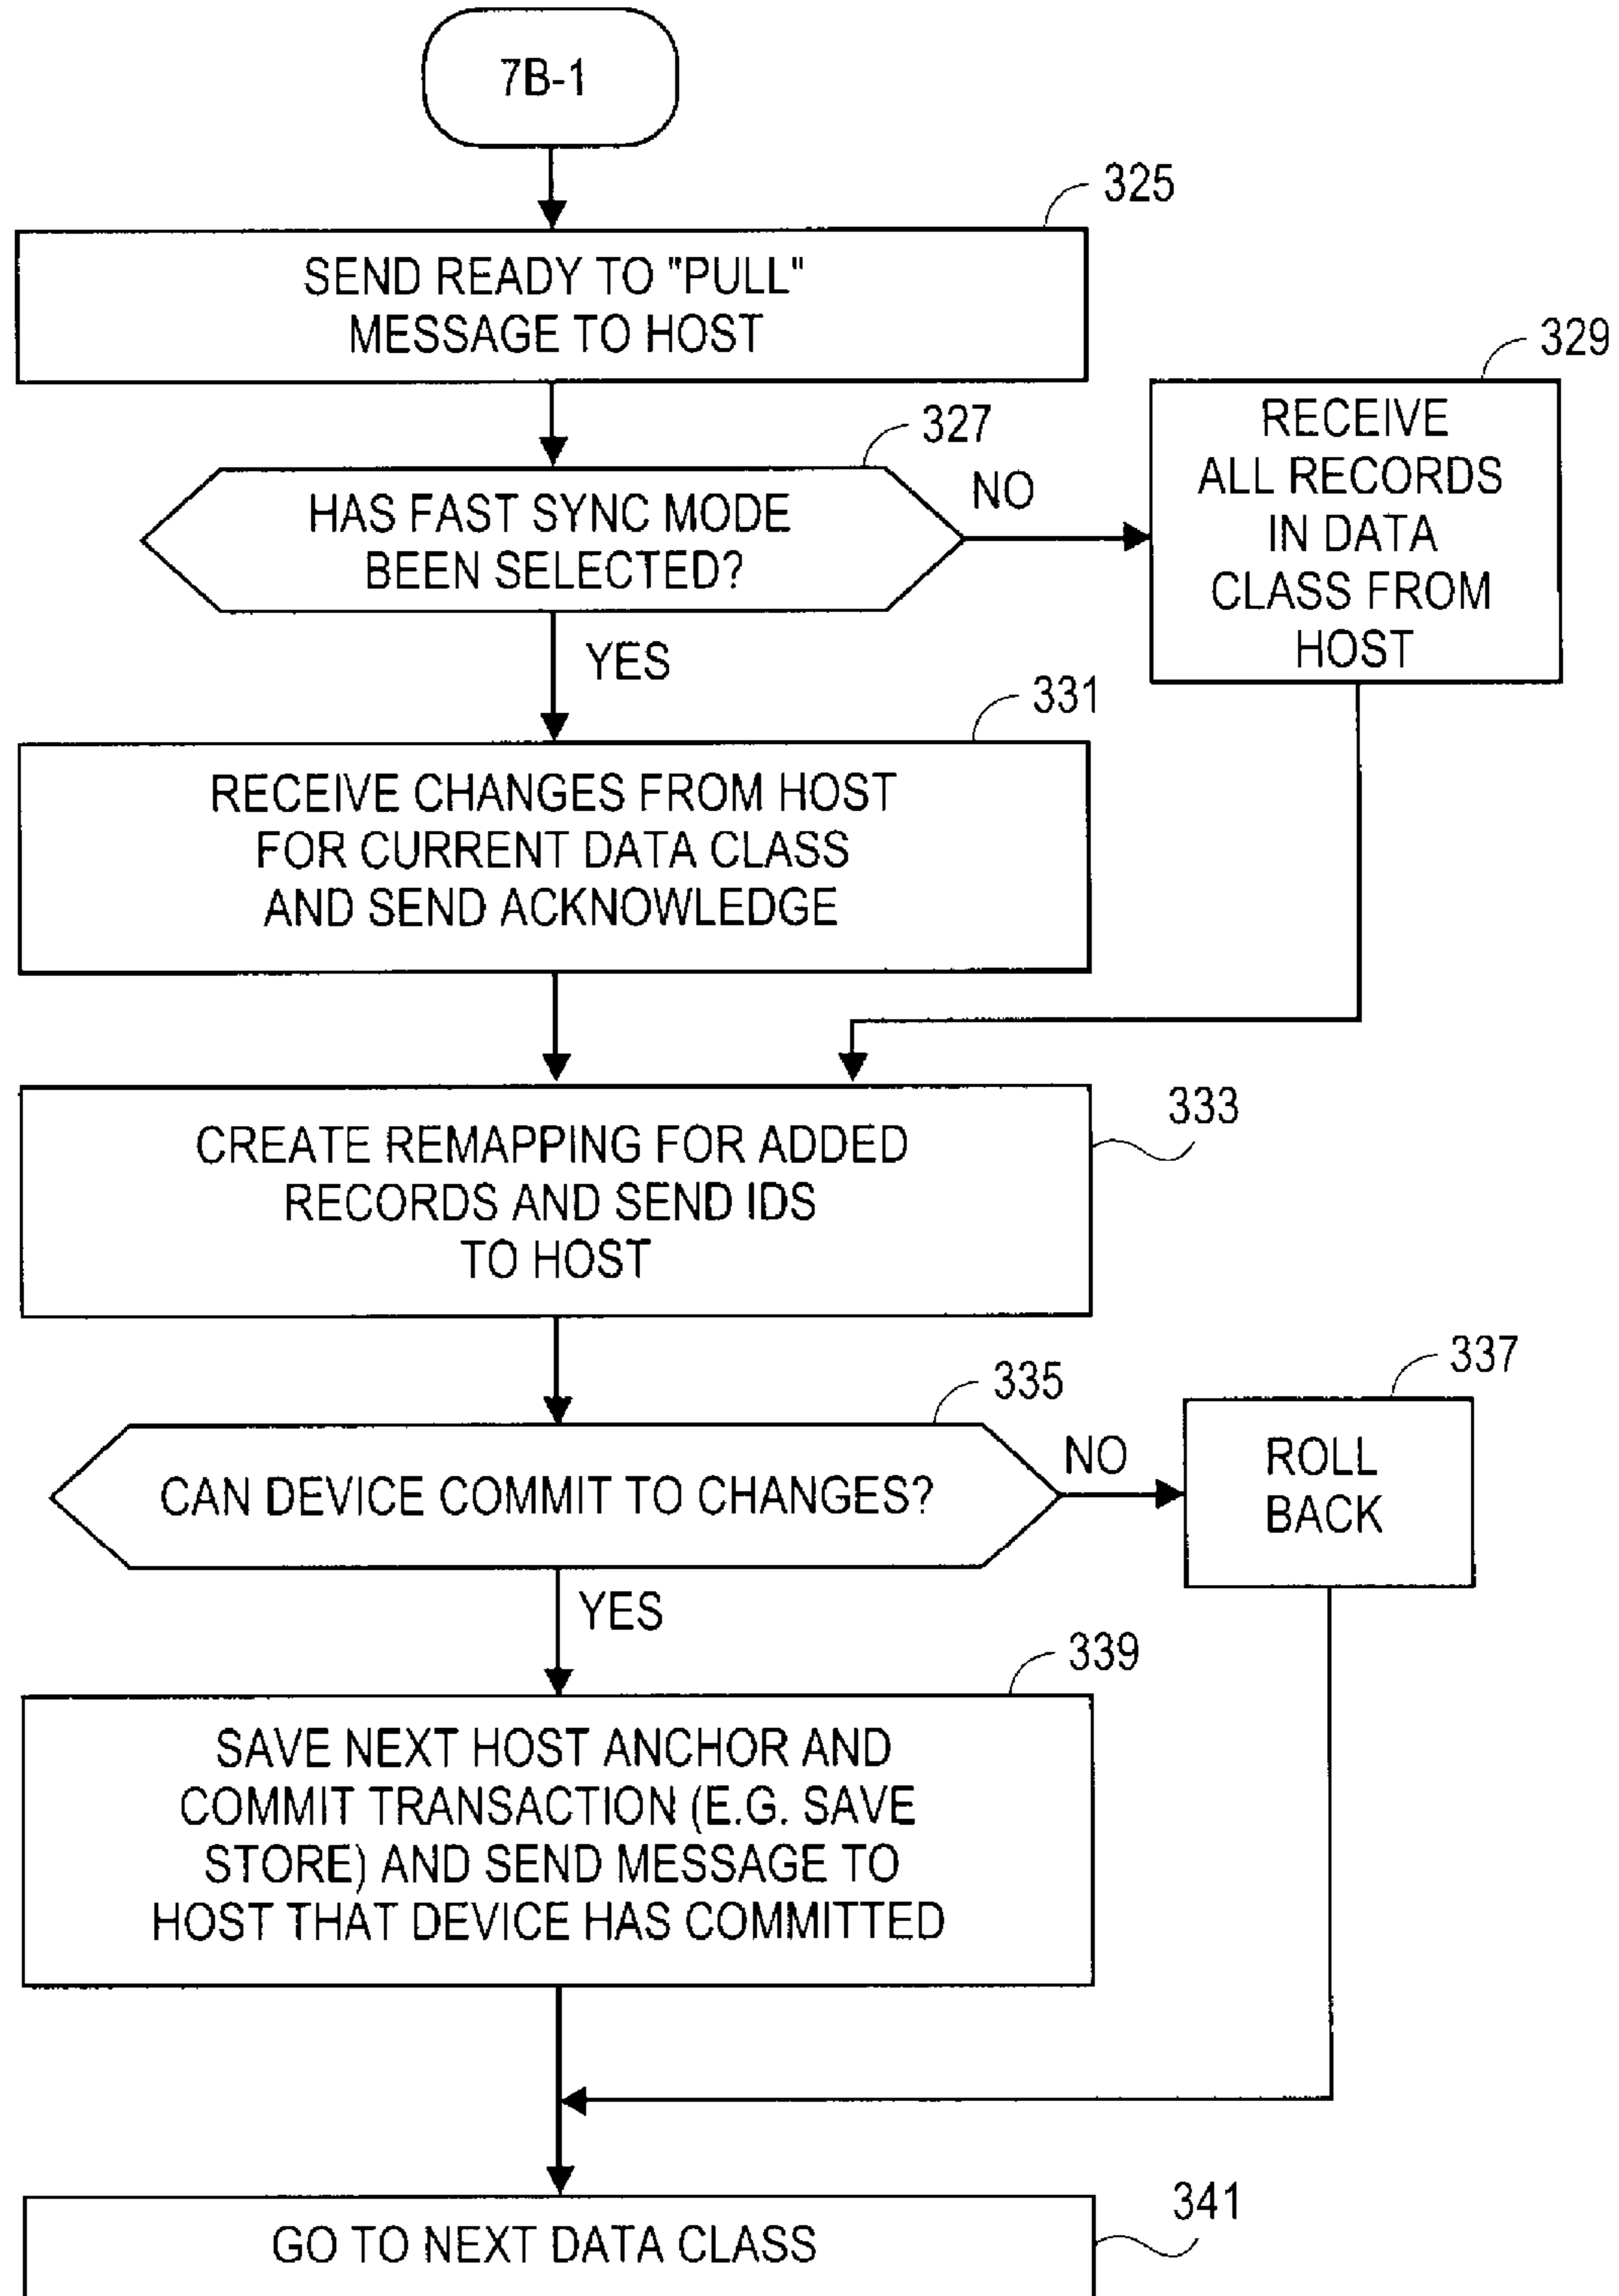 7B-1
325
SEND READY TO "PULL"
MESSAGE TO HOST
329
327
HAS FAST SYNC MODE
BEEN SELECTED?
NO
RECEIVE
ALL RECORDS
IN DATA
CLASS FROM
HOST
YES
331
RECEIVE CHANGES FROM HOST
FOR CURRENT DATA CLASS
AND SEND ACKNOWLEDGE
333
CREATE REMAPPING FOR ADDED
RECORDS AND SEND IDS
TO HOST
335
CAN DEVICE COMMIT TO CHANGES?
NO
337
ROLL
BACK
YES
339
SAVE NEXT HOST ANCHOR AND
COMMIT TRANSACTION (E.G. SAVE
STORE) AND SEND MESSAGE TO
HOST THAT DEVICE HAS COMMITTED
341
GO TO NEXT DATA CLASS